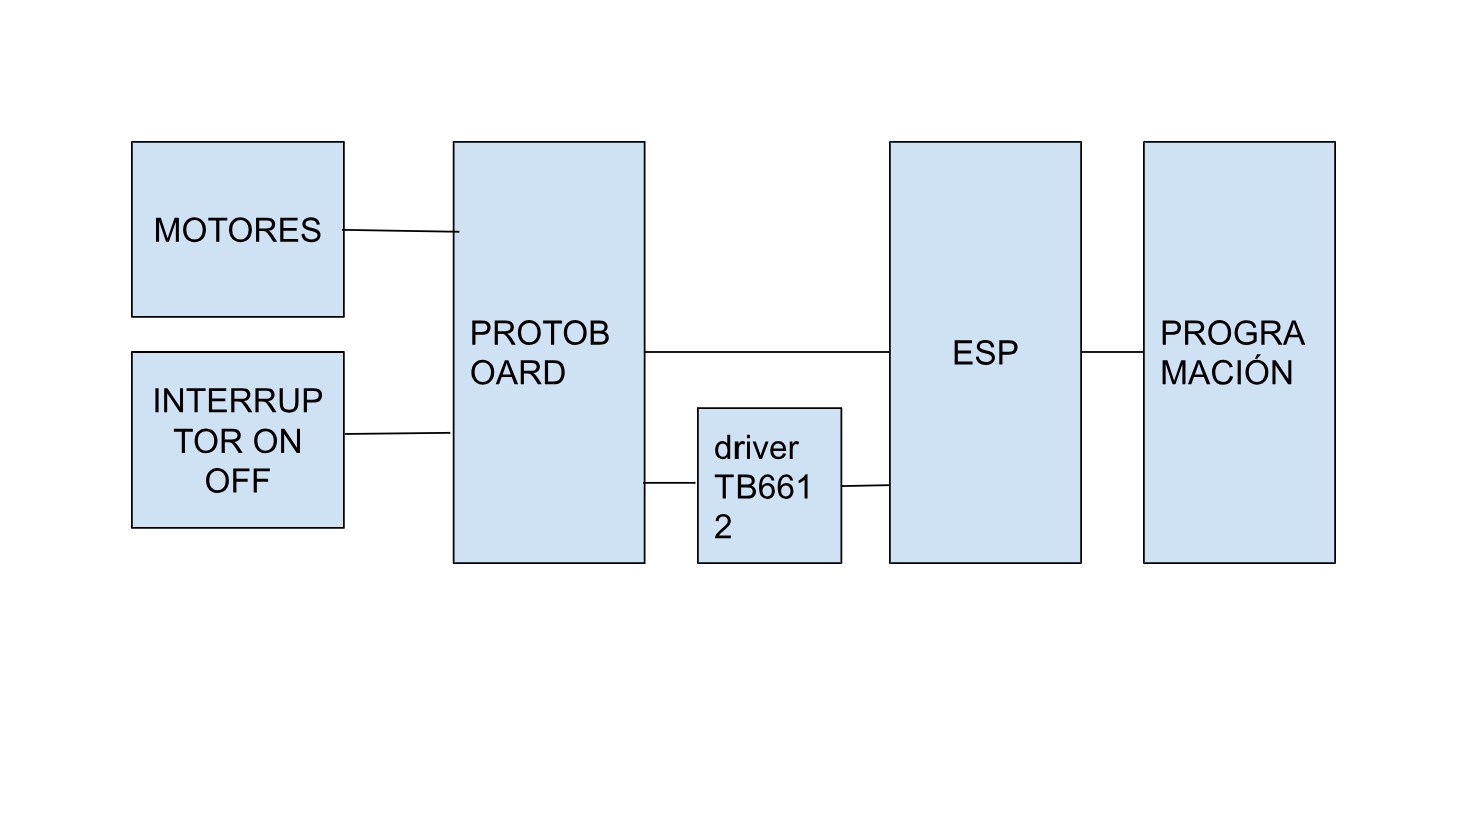 MOTORES
INTERRUP
TOR ON
OFF
PROTOB
OARD
driver
TB661
2
ESP
PROGRA
MACIÓN